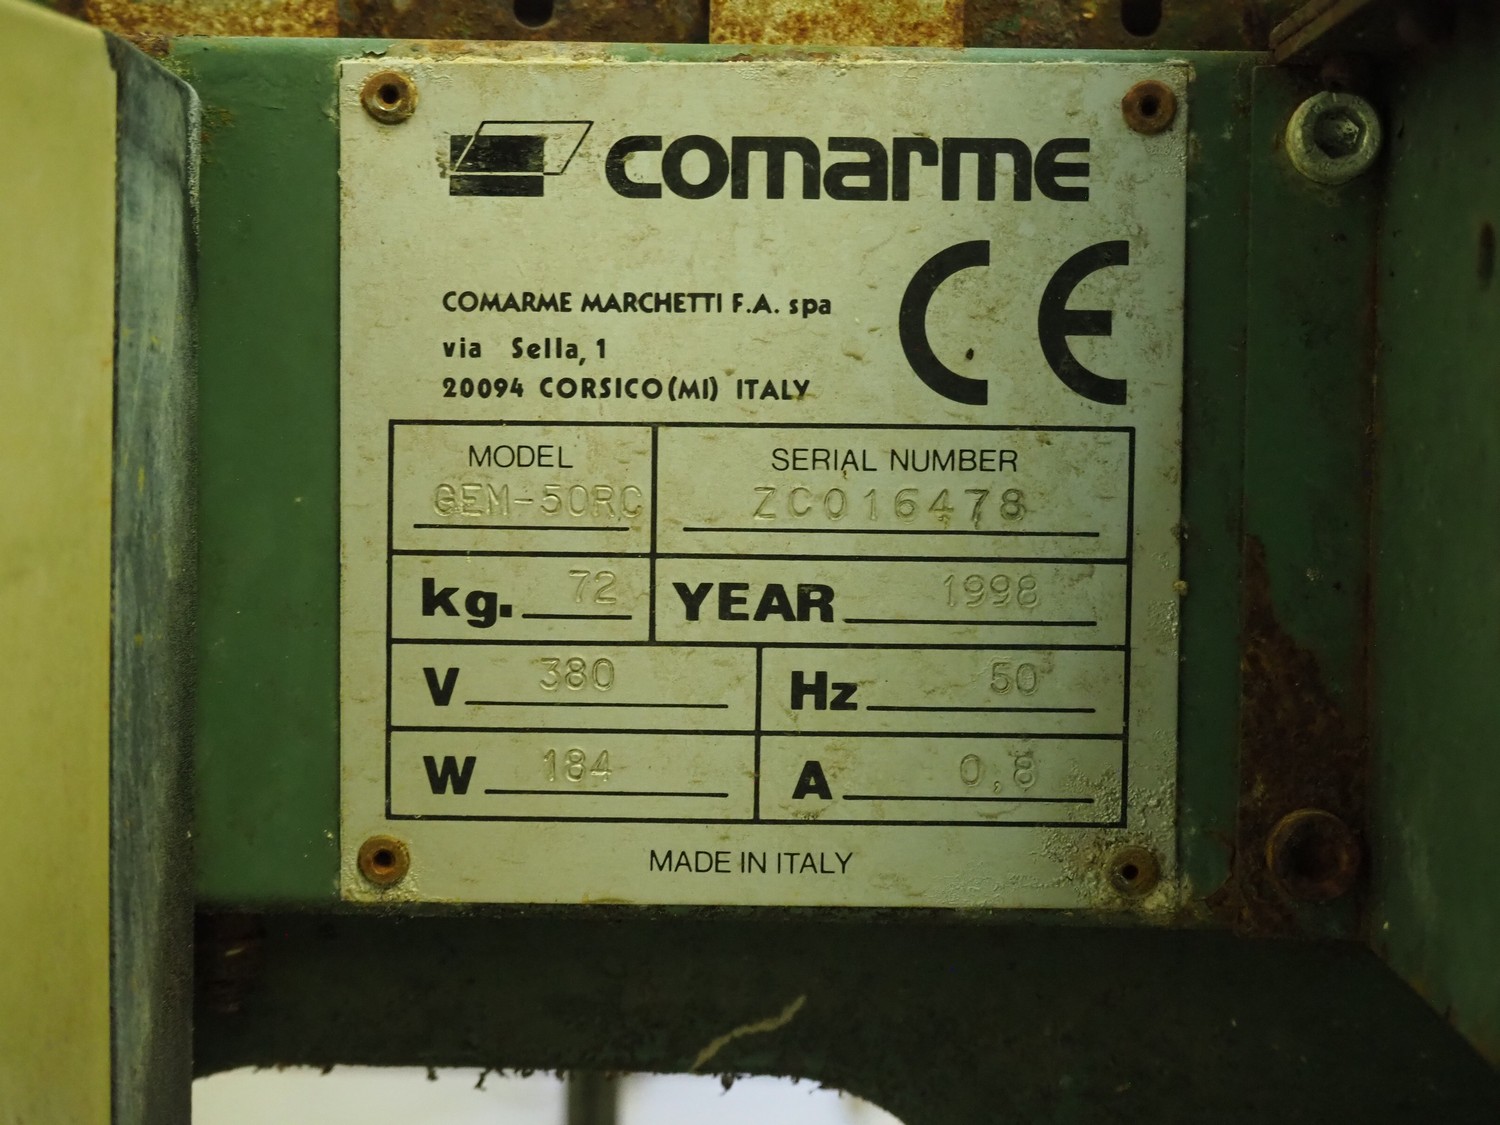 comarme
CE
COMARME MARCHETTI F.A. spa
via Sella, 1
20094 CORSICO (MI) ITALY
MODEL
GEM-50RC
SERIAL NUMBER
ZC016478
kg. 72
YEAR 1998
V 380
Hz 50
W 184
A 0,8
MADE IN ITALY